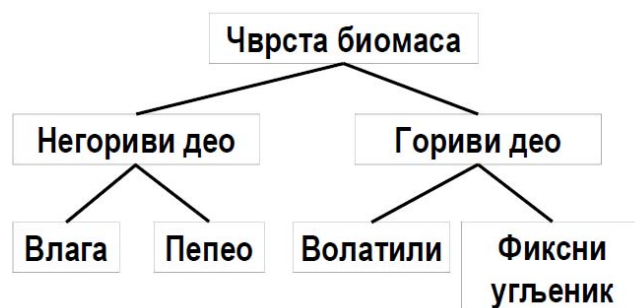 Чврста биомаса
Негориви део
Гориви део
Влага
Пепео
Волатили
Фиксни
угљеник